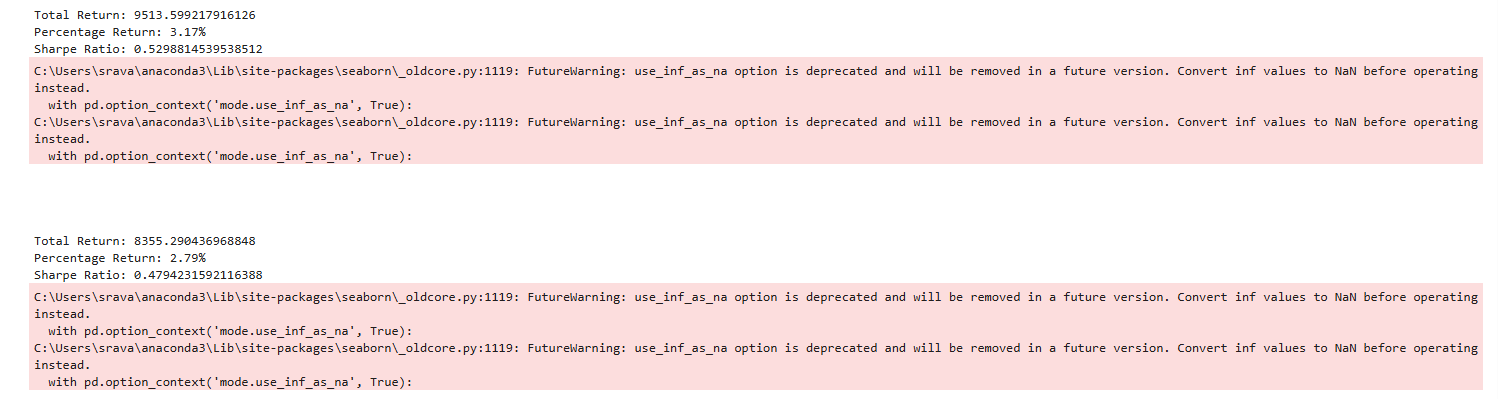 Total Return: 9513.599217916126
Percentage Return: 3.17%
Sharpe Ratio: 0.5298814539538512
C:\Users\srava\anaconda3\Lib\site-packages\seaborn\_oldcore.py:1119: FutureWarning: use_inf_as_na option is deprecated and will be removed in a future version. Convert inf values to NaN before operating
instead.
  with pd.option_context('mode.use_inf_as_na', True):
C:\Users\srava\anaconda3\Lib\site-packages\seaborn\_oldcore.py:1119: FutureWarning: use_inf_as_na option is deprecated and will be removed in a future version. Convert inf values to NaN before operating
instead.
  with pd.option_context('mode.use_inf_as_na', True):
Total Return: 8355.290436968848
Percentage Return: 2.79%
Sharpe Ratio: 0.4794231592116388
C:\Users\srava\anaconda3\Lib\site-packages\seaborn\_oldcore.py:1119: FutureWarning: use_inf_as_na option is deprecated and will be removed in a future version. Convert inf values to NaN before operating
instead.
  with pd.option_context('mode.use_inf_as_na', True):
C:\Users\srava\anaconda3\Lib\site-packages\seaborn\_oldcore.py:1119: FutureWarning: use_inf_as_na option is deprecated and will be removed in a future version. Convert inf values to NaN before operating
instead.
  with pd.option_context('mode.use_inf_as_na', True):